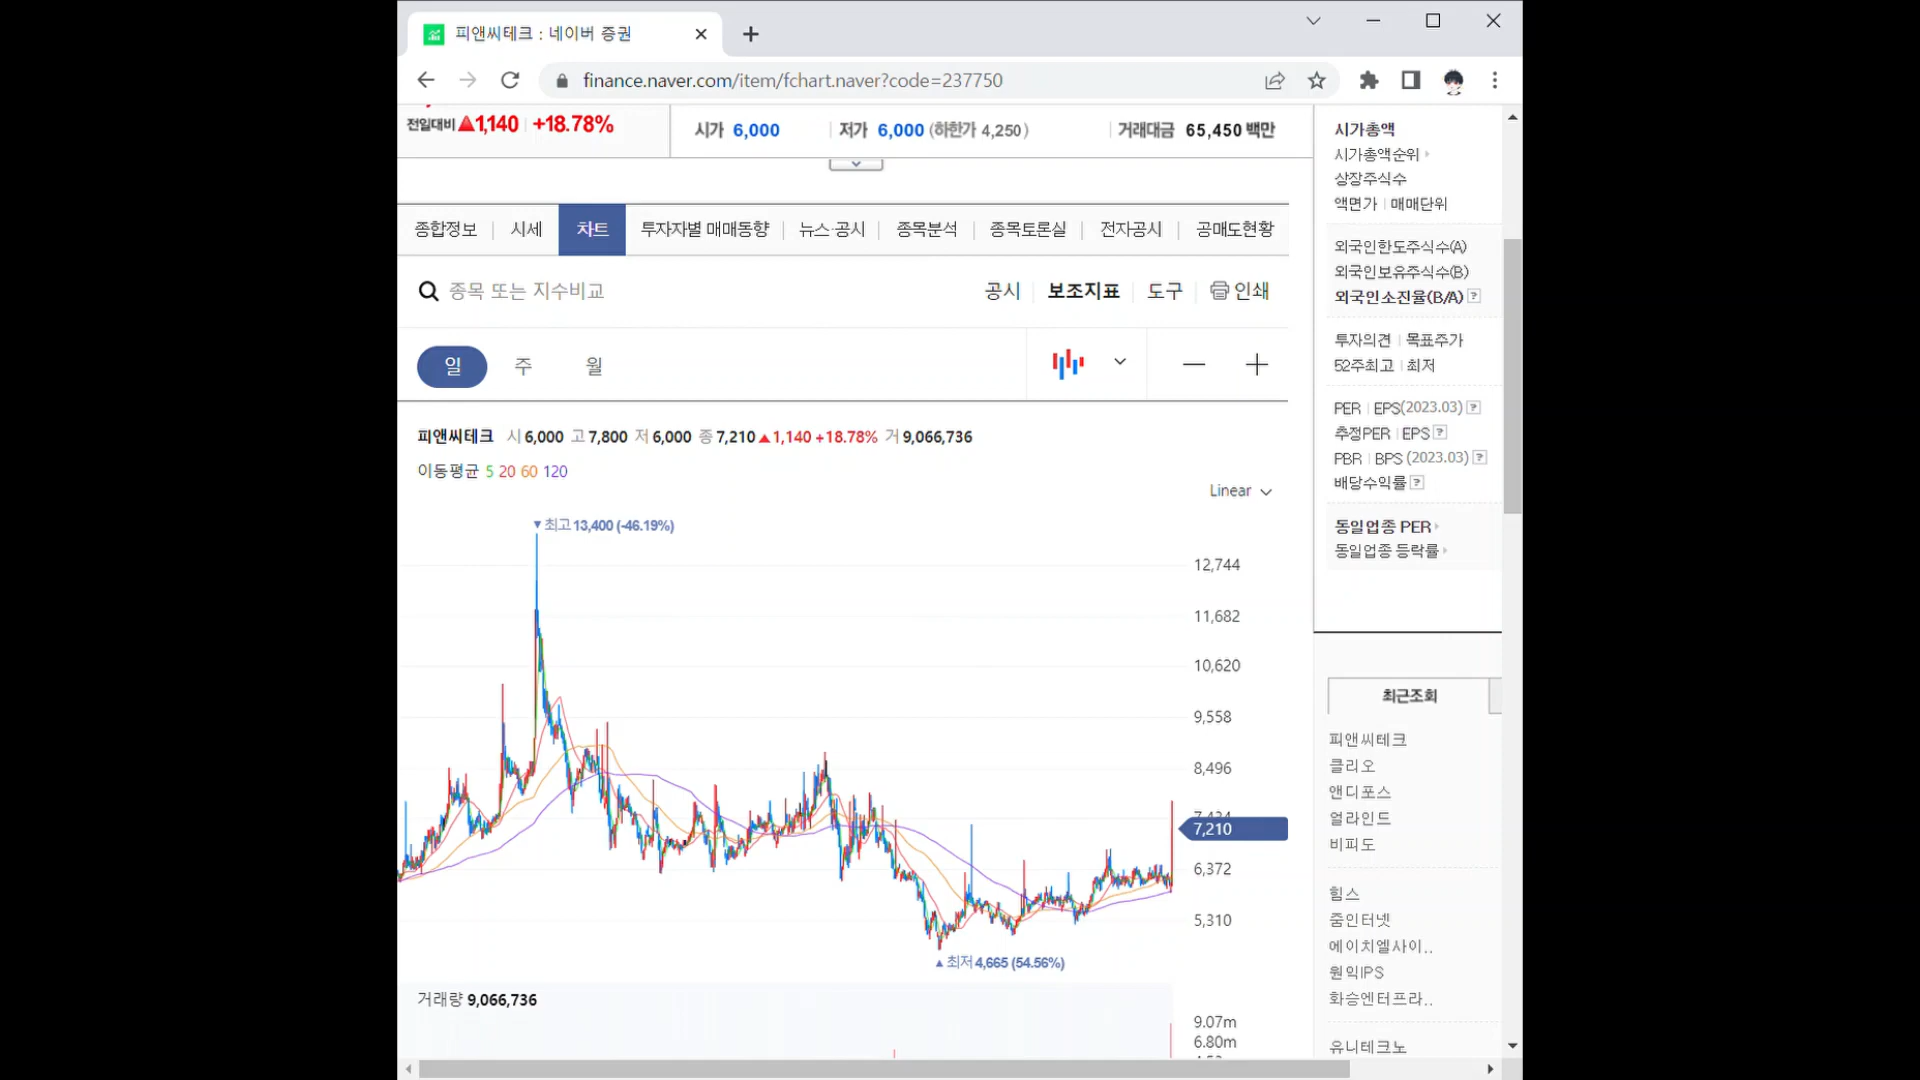 피앤씨테크 : 네이버 증권
finance.naver.com/item/fchart.naver?code=237750
전일대비 ▲1,140 +18.78%
시가 6,000 저가 6,000 (하한가 4,250) 거래대금 65,450 백만
종합정보 시세 차트 투자자별 매매동향 뉴스·공시 종목분석 종목토론실 전자공시 공매도현황
종목 또는 지수비교
공시 보조지표 도구 인쇄
일 주 월
피앤씨테크 시 6,000 고 7,800 저 6,000 종 7,210 ▲1,140 +18.78% 거 9,066,736
이동평균 5 20 60 120
Linear
▼최고 13,400 (-46.19%)
12,744
11,682
10,620
9,558
8,496
7,210
6,372
5,310
▲최저 4,665 (54.56%)
거래량 9,066,736
9.07m
6.80m
시가총액
시가총액순위
상장주식수
액면가 | 매매단위
외국인한도주식수(A)
외국인보유주식수(B)
외국인소진율(B/A) ?
투자의견 | 목표주가
52주최고 | 최저
PER | EPS(2023.03) ?
추정PER | EPS ?
PBR | BPS (2023.03) ?
배당수익률 ?
동일업종 PER
동일업종 등락률
최근조회
피앤씨테크
클리오
앤디포스
얼라인드
비피도
힘스
줌인터넷
에이치엘사이..
원익IPS
화승엔터프라..
유니테크노